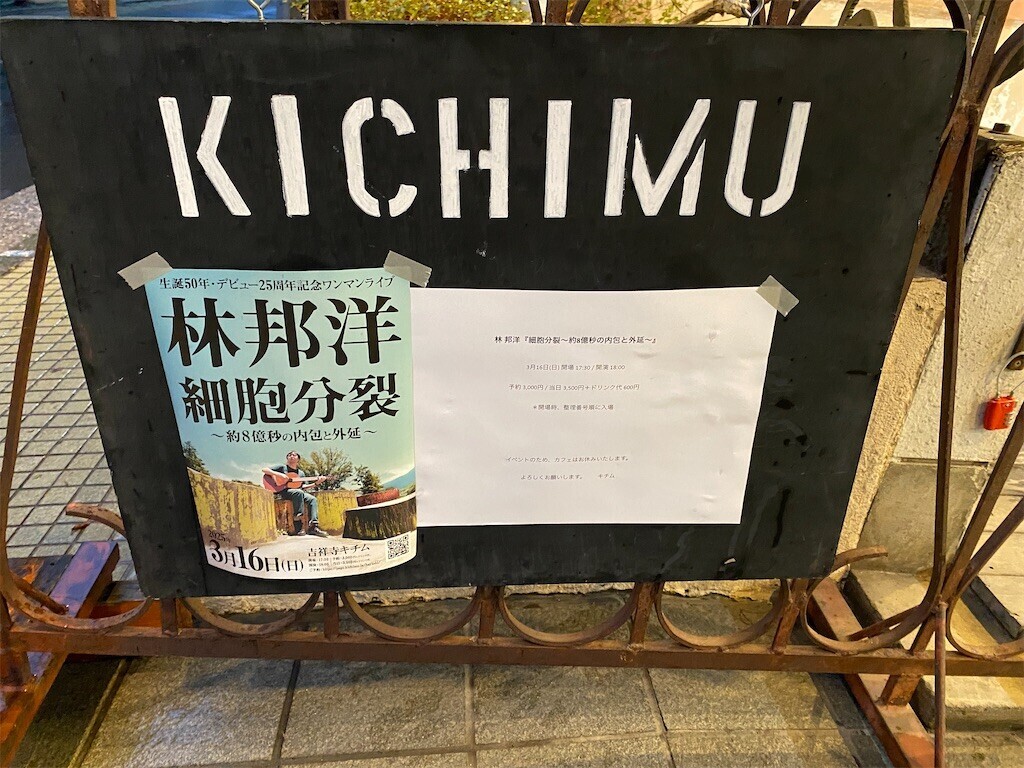 KICHIMU
生誕50年・デビュー25周年記念ワンマンライブ
林邦洋
細胞分裂
～約8億秒の内包と外延～
2025年
3月16日(日)
吉祥寺キチム
林 邦洋『細胞分裂～約8億秒の内包と外延～』
3月16日(日) 開場 17:30 / 開演 18:00
予約 3,000円 / 当日 3,500円＋ドリンク代 600円
＊開場時、整理番号順に入場
イベントのため、カフェはお休みいたします。
よろしくお願いします。 キチム